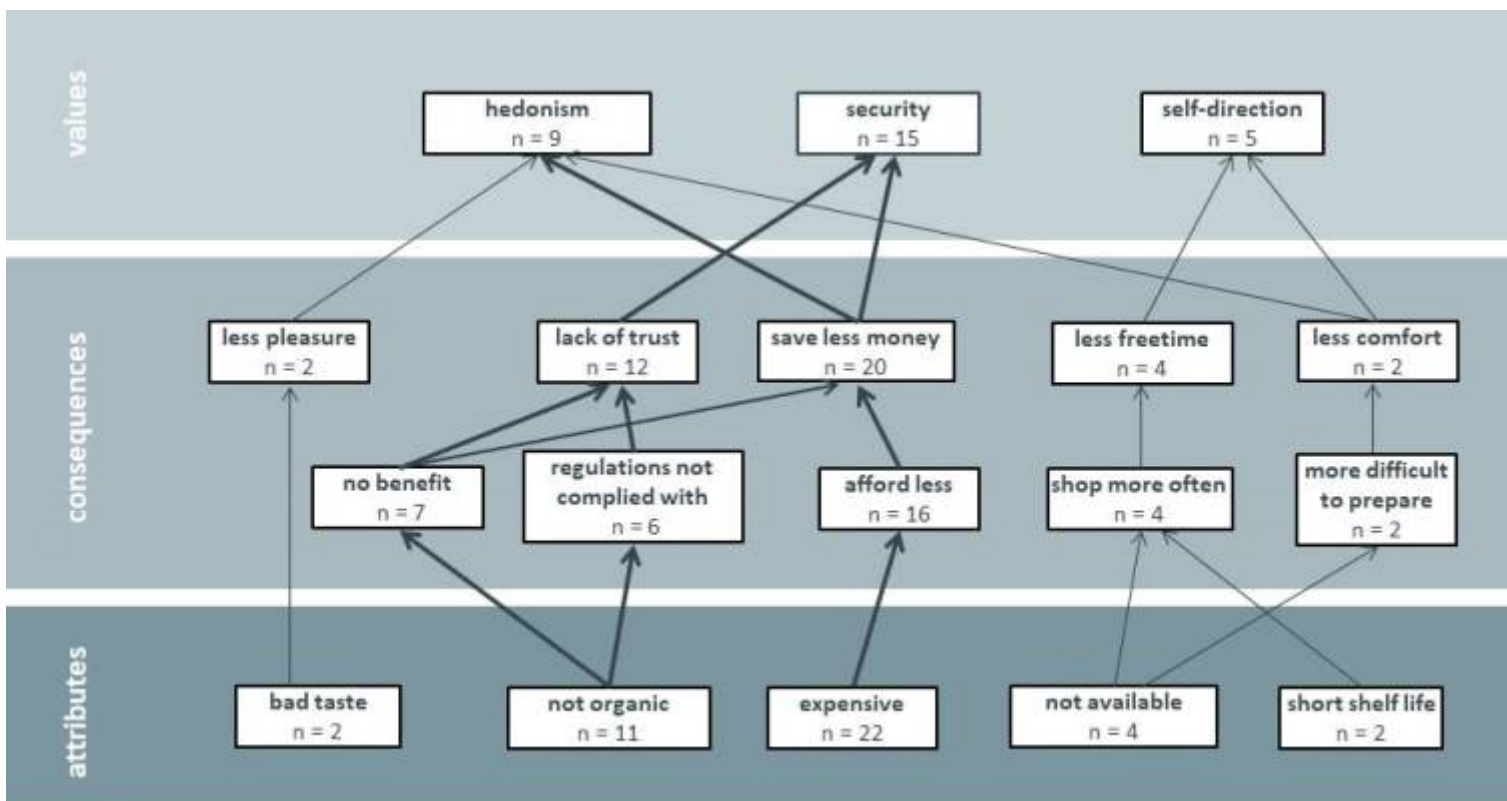 values
hedonism
n = 9
security
n = 15
self-direction
n = 5
consequences
less pleasure
n = 2
lack of trust
n = 12
save less money
n = 20
less freetime
n = 4
less comfort
n = 2
no benefit
n = 7
regulations not
complied with
n = 6
afford less
n = 16
shop more often
n = 4
more difficult
to prepare
n = 2
attributes
bad taste
n = 2
not organic
n = 11
expensive
n = 22
not available
n = 4
short shelf life
n = 2